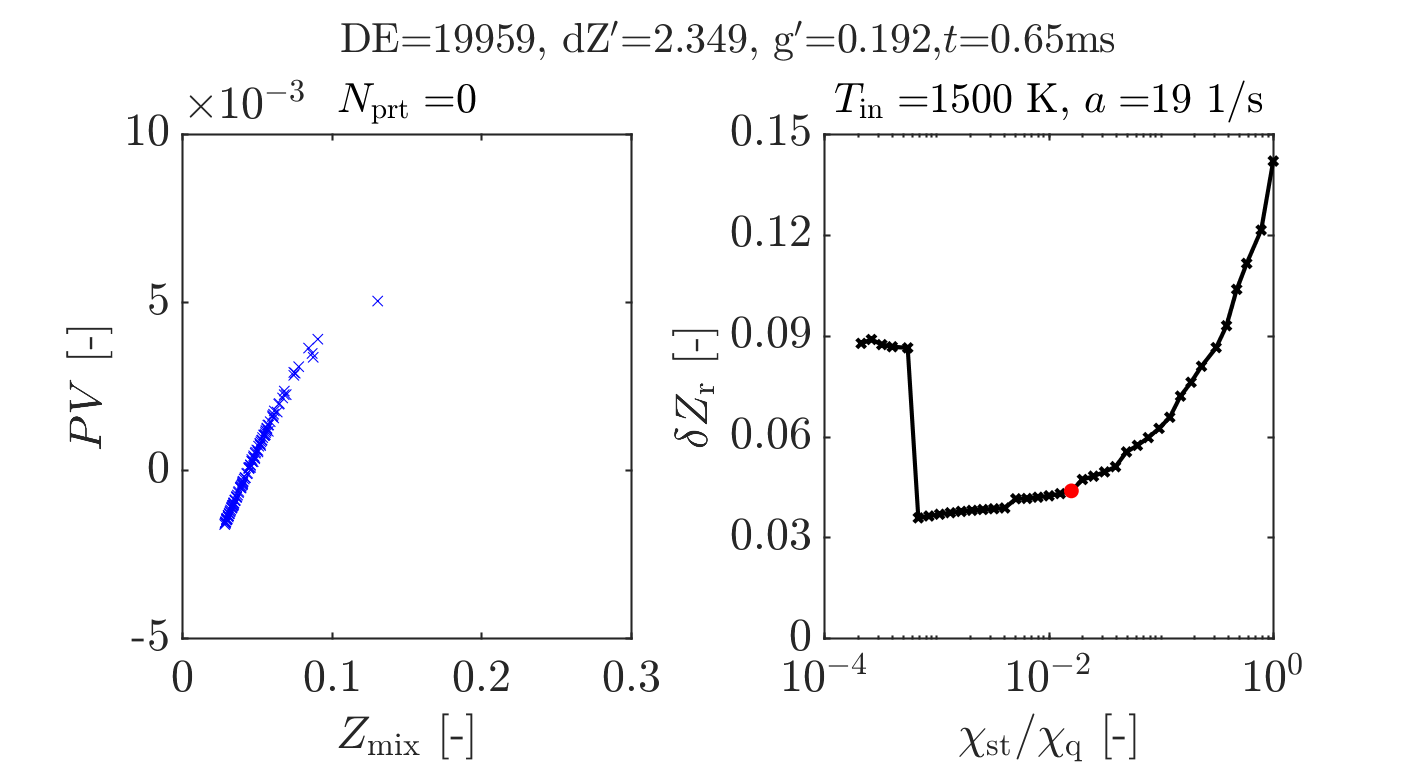 DE=19959, dZ′=2.349, g′=0.192,t=0.65ms
×10⁻³ N_prt =0
10
5
0
-5
PV [-]
0 0.1 0.2 0.3
Z_mix [-]
T_in =1500 K, a =19 1/s
0.15
0.12
0.09
0.06
0.03
0
δZ_r [-]
10⁻⁴ 10⁻² 10⁰
χ_st/χ_q [-]